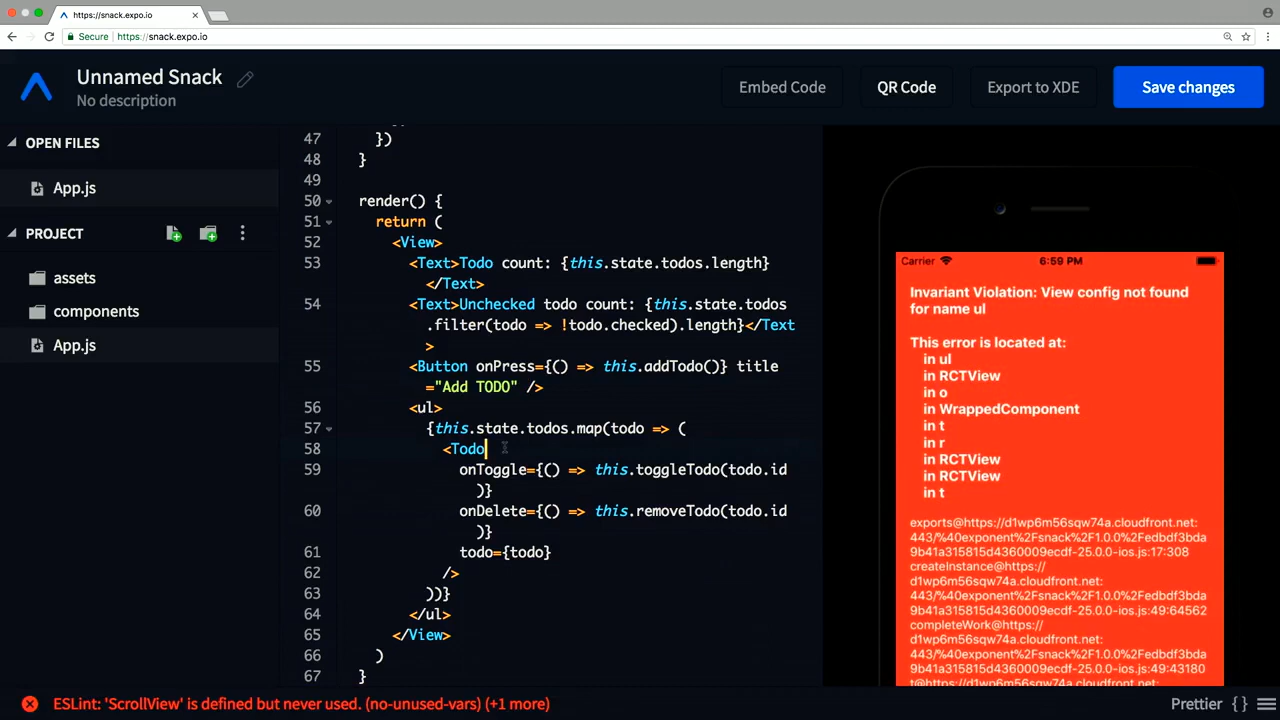 https://snack.expo.io
Secure https://snack.expo.io
Unnamed Snack
No description
Embed Code
QR Code
Export to XDE
Save changes
OPEN FILES
App.js
PROJECT
assets
components
App.js
47 })
48 }
49
50 render() {
51 return (
52 <View>
53 <Text>Todo count: {this.state.todos.length}
</Text>
54 <Text>Unchecked todo count: {this.state.todos
.filter(todo => !todo.checked).length}</Text
>
55 <Button onPress={() => this.addTodo()} title
="Add TODO" />
56 <ul>
57 {this.state.todos.map(todo => (
58 <Todo
59 onToggle={() => this.toggleTodo(todo.id
)}
60 onDelete={() => this.removeTodo(todo.id
)}
61 todo={todo}
62 />
63 ))}
64 </ul>
65 </View>
66 )
67 }
Carrier 6:59 PM
Invariant Violation: View config not found
for name ul
This error is located at:
in ul
in RCTView
in o
in WrappedComponent
in t
in r
in RCTView
in RCTView
in t
exports@https://d1wp6m56sqw74a.cloudfront.net:
443/%40exponent%2Fsnack%2F1.0.0%2Fedbdf3bda
9b41a315815d4360009ecdf-25.0.0-ios.js:17:308
createInstance@https://
d1wp6m56sqw74a.cloudfront.net:
443/%40exponent%2Fsnack%2F1.0.0%2Fedbdf3bda
9b41a315815d4360009ecdf-25.0.0-ios.js:49:64562
completeWork@https://
d1wp6m56sqw74a.cloudfront.net:
443/%40exponent%2Fsnack%2F1.0.0%2Fedbdf3bda
9b41a315815d4360009ecdf-25.0.0-ios.js:49:43180
t@https://d1wp6m56sqw74a.cloudfront.net:
ESLint: 'ScrollView' is defined but never used. (no-unused-vars) (+1 more)
Prettier { }